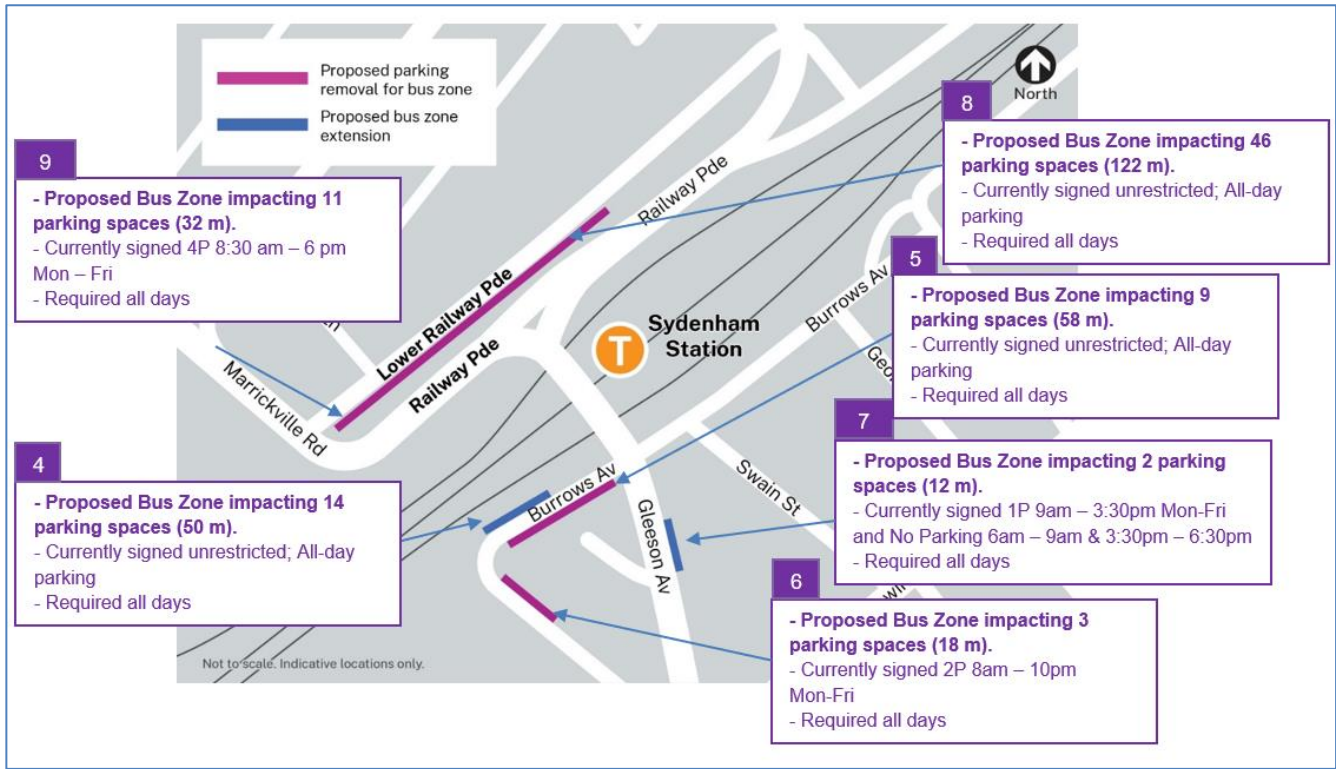 Proposed parking
removal for bus zone
Proposed bus zone
extension
North
9
- Proposed Bus Zone impacting 11
parking spaces (32 m).
- Currently signed 4P 8:30 am – 6 pm
Mon – Fri
- Required all days
8
- Proposed Bus Zone impacting 46
parking spaces (122 m).
- Currently signed unrestricted; All-day
parking
- Required all days
5
- Proposed Bus Zone impacting 9
parking spaces (58 m).
- Currently signed unrestricted; All-day
parking
- Required all days
7
- Proposed Bus Zone impacting 2 parking
spaces (12 m).
- Currently signed 1P 9am – 3:30pm Mon-Fri
and No Parking 6am – 9am & 3:30pm – 6:30pm
- Required all days
4
- Proposed Bus Zone impacting 14
parking spaces (50 m).
- Currently signed unrestricted; All-day
parking
- Required all days
6
- Proposed Bus Zone impacting 3
parking spaces (18 m).
- Currently signed 2P 8am – 10pm
Mon-Fri
- Required all days
Railway Pde
Lower Railway Pde
Railway Pde
Marrickville Rd
T
Sydenham
Station
Burrows Av
Burrows Av
Gleeson Av
Swain St
Geo
Not to scale. Indicative locations only.